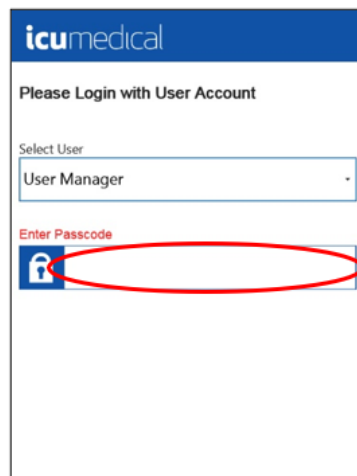 icumedical
Please Login with User Account
Select User
User Manager
Enter Passcode